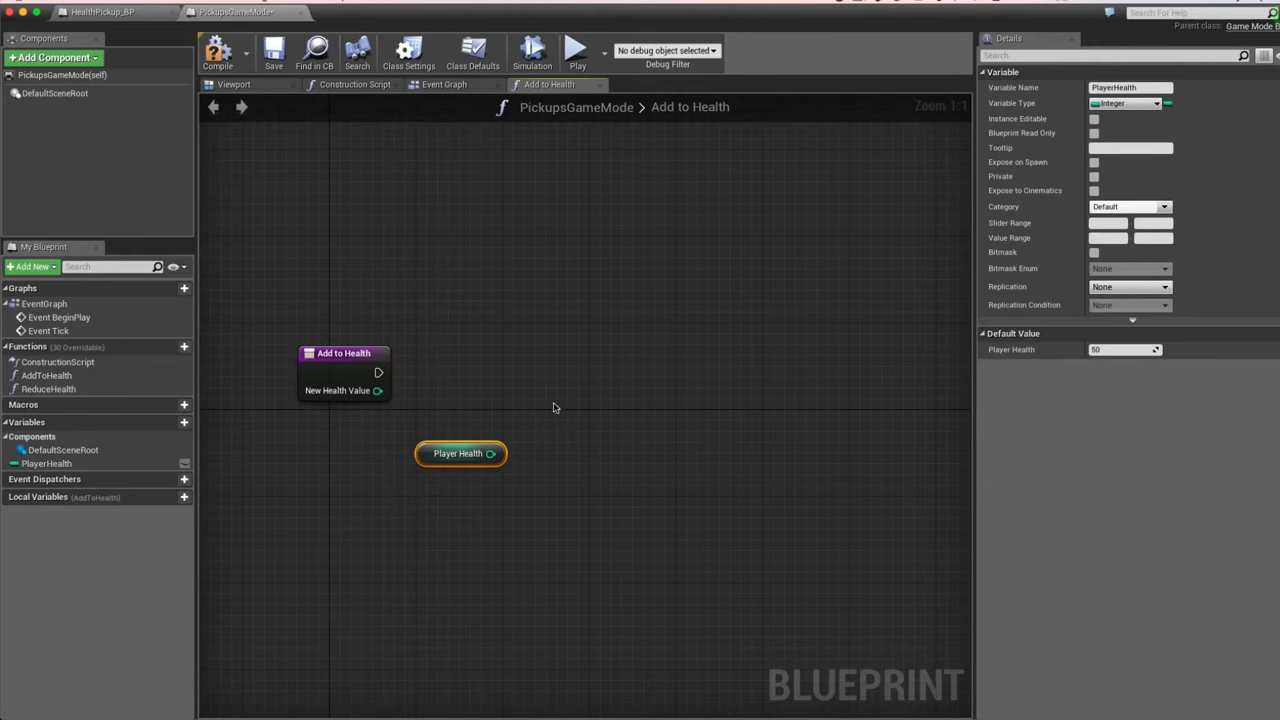 HealthPickup_BP
PickupsGameMode*
Search For Help
Parent class: Game Mode B
Components
+Add Component
PickupsGameMode(self)
DefaultSceneRoot
Compile
Save
Find in CB
Search
Class Settings
Class Defaults
Simulation
Play
No debug object selected
Debug Filter
Viewport
Construction Script
Event Graph
Add to Health
PickupsGameMode > Add to Health
Zoom 1:1
My Blueprint
+Add New
Search
Graphs
EventGraph
Event BeginPlay
Event Tick
Functions (30 Overridable)
ConstructionScript
AddToHealth
ReduceHealth
Macros
Variables
Components
DefaultSceneRoot
PlayerHealth
Event Dispatchers
Local Variables (AddToHealth)
Add to Health
New Health Value
Player Health
BLUEPRINT
Details
Search
Variable
Variable Name PlayerHealth
Variable Type Integer
Instance Editable
Blueprint Read Only
Tooltip
Expose on Spawn
Private
Expose to Cinematics
Category Default
Slider Range
Value Range
Bitmask
Bitmask Enum None
Replication None
Replication Condition None
Default Value
Player Health 50